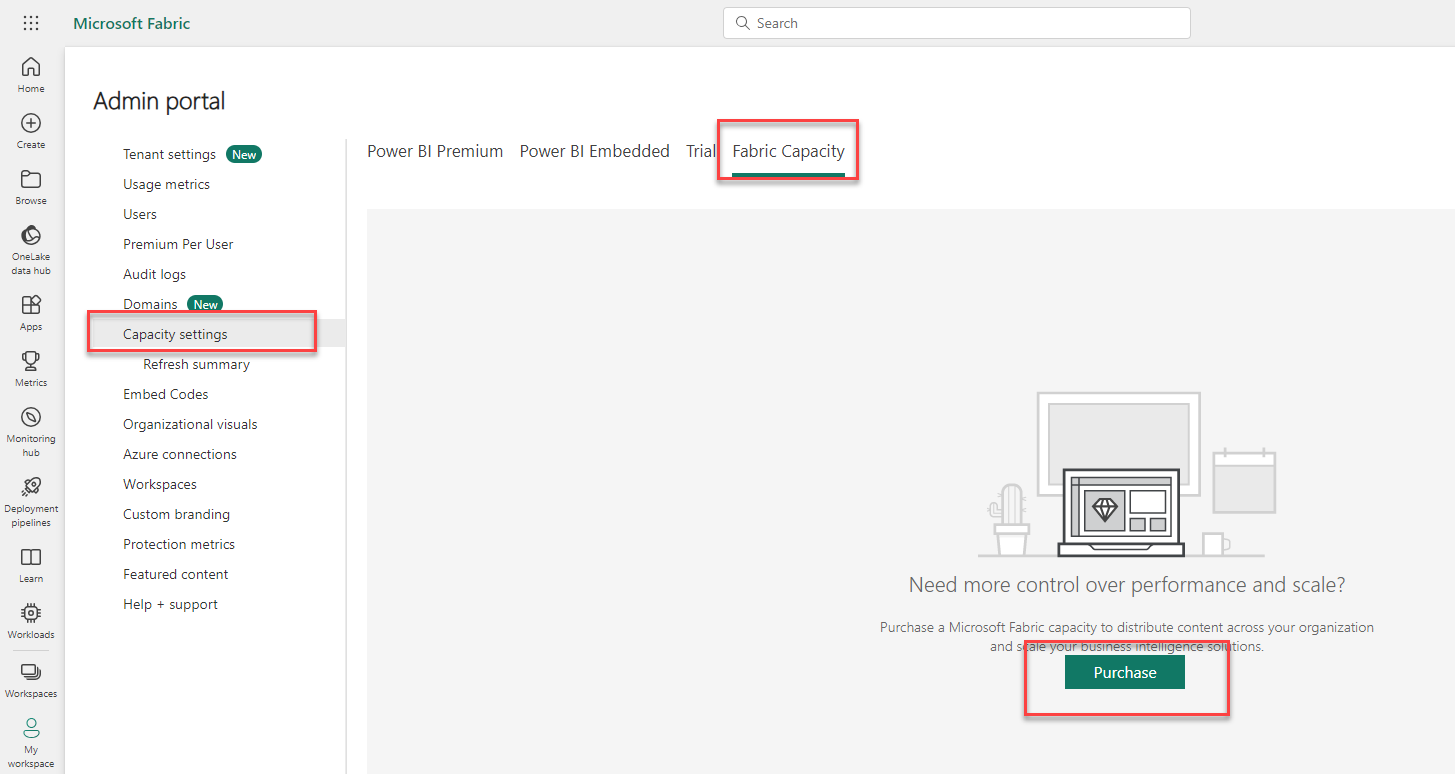 Microsoft Fabric
Search
Home
Create
Browse
OneLake
data hub
Apps
Metrics
Monitoring
hub
Deployment
pipelines
Learn
Workloads
Workspaces
My
workspace
Admin portal
Tenant settings New
Usage metrics
Users
Premium Per User
Audit logs
Domains New
Capacity settings
Refresh summary
Embed Codes
Organizational visuals
Azure connections
Workspaces
Custom branding
Protection metrics
Featured content
Help + support
Power BI Premium Power BI Embedded Trial Fabric Capacity
Need more control over performance and scale?
Purchase a Microsoft Fabric capacity to distribute content across your organization
and scale your business intelligence solutions.
Purchase